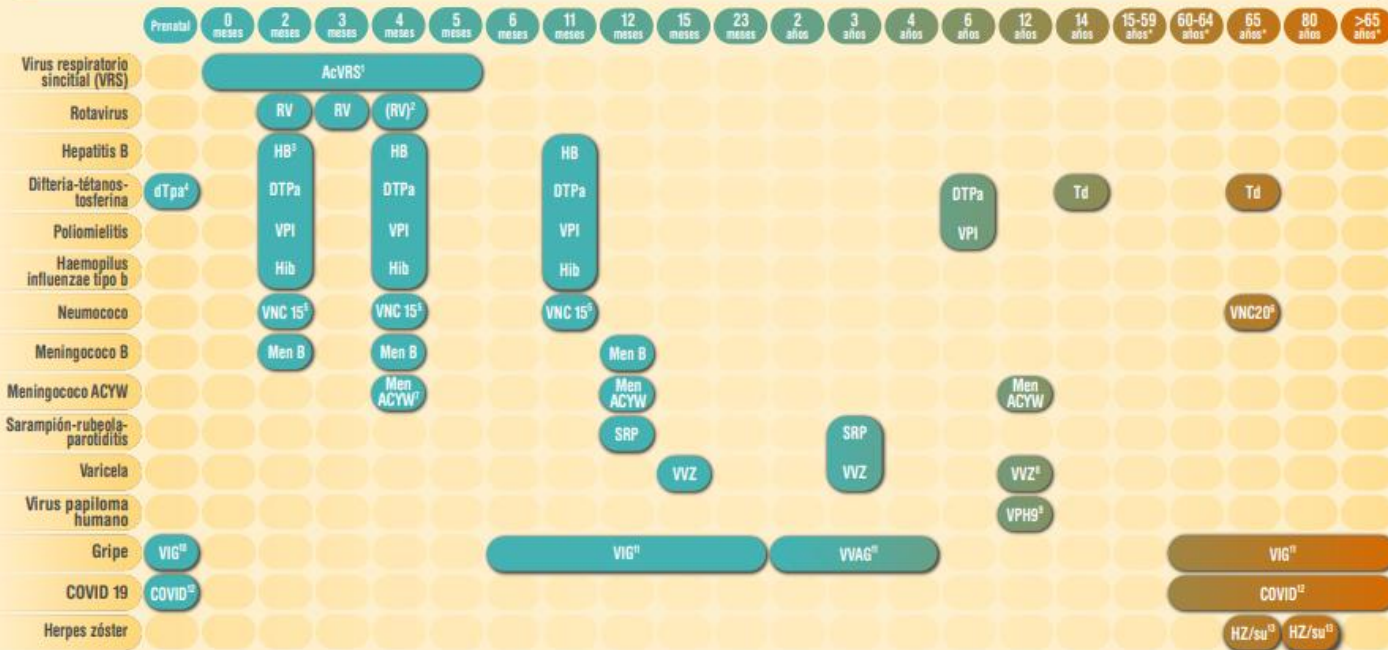 Prenatal 0 meses 2 meses 3 meses 4 meses 5 meses 6 meses 11 meses 12 meses 15 meses 23 meses 2 años 3 años 4 años 6 años 12 años 14 años 15-59 años* 60-64 años* 65 años* 80 años >65 años*
Virus respiratorio
sincitial (VRS) AcVRS¹
Rotavirus RV RV (RV)²
Hepatitis B HB³ HB HB
Difteria-tétanos-
tosferina dTpa⁴ DTPa DTPa DTPa DTPa Td Td
Poliomielitis VPI VPI VPI VPI
Haemopilus
influenzae tipo b Hib Hib Hib
Neumococo VNC 15⁵ VNC 15⁵ VNC 15⁵ VNC20⁶
Meningococo B Men B Men B Men B
Meningococo ACYW Men ACYW⁷ Men ACYW Men ACYW
Sarampión-rubeola-
parotiditis SRP SRP
Varicela VVZ VVZ VVZ⁸
Virus papiloma
humano VPH9⁹
Gripe VIG¹⁰ VIG¹¹ VVAG¹¹ VIG¹¹
COVID 19 COVID¹² COVID¹²
Herpes zóster HZ/su¹³ HZ/su¹³